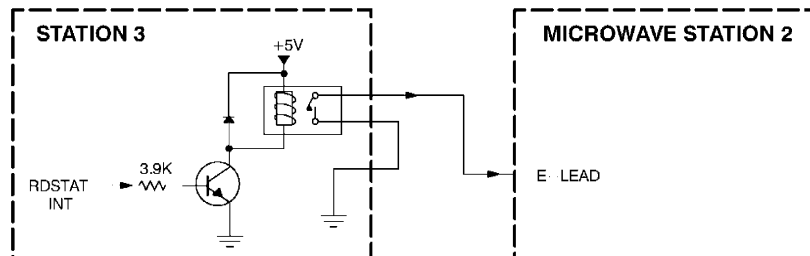 STATION 3
MICROWAVE STATION 2
+5V
3.9K
RDSTAT
INT
E LEAD